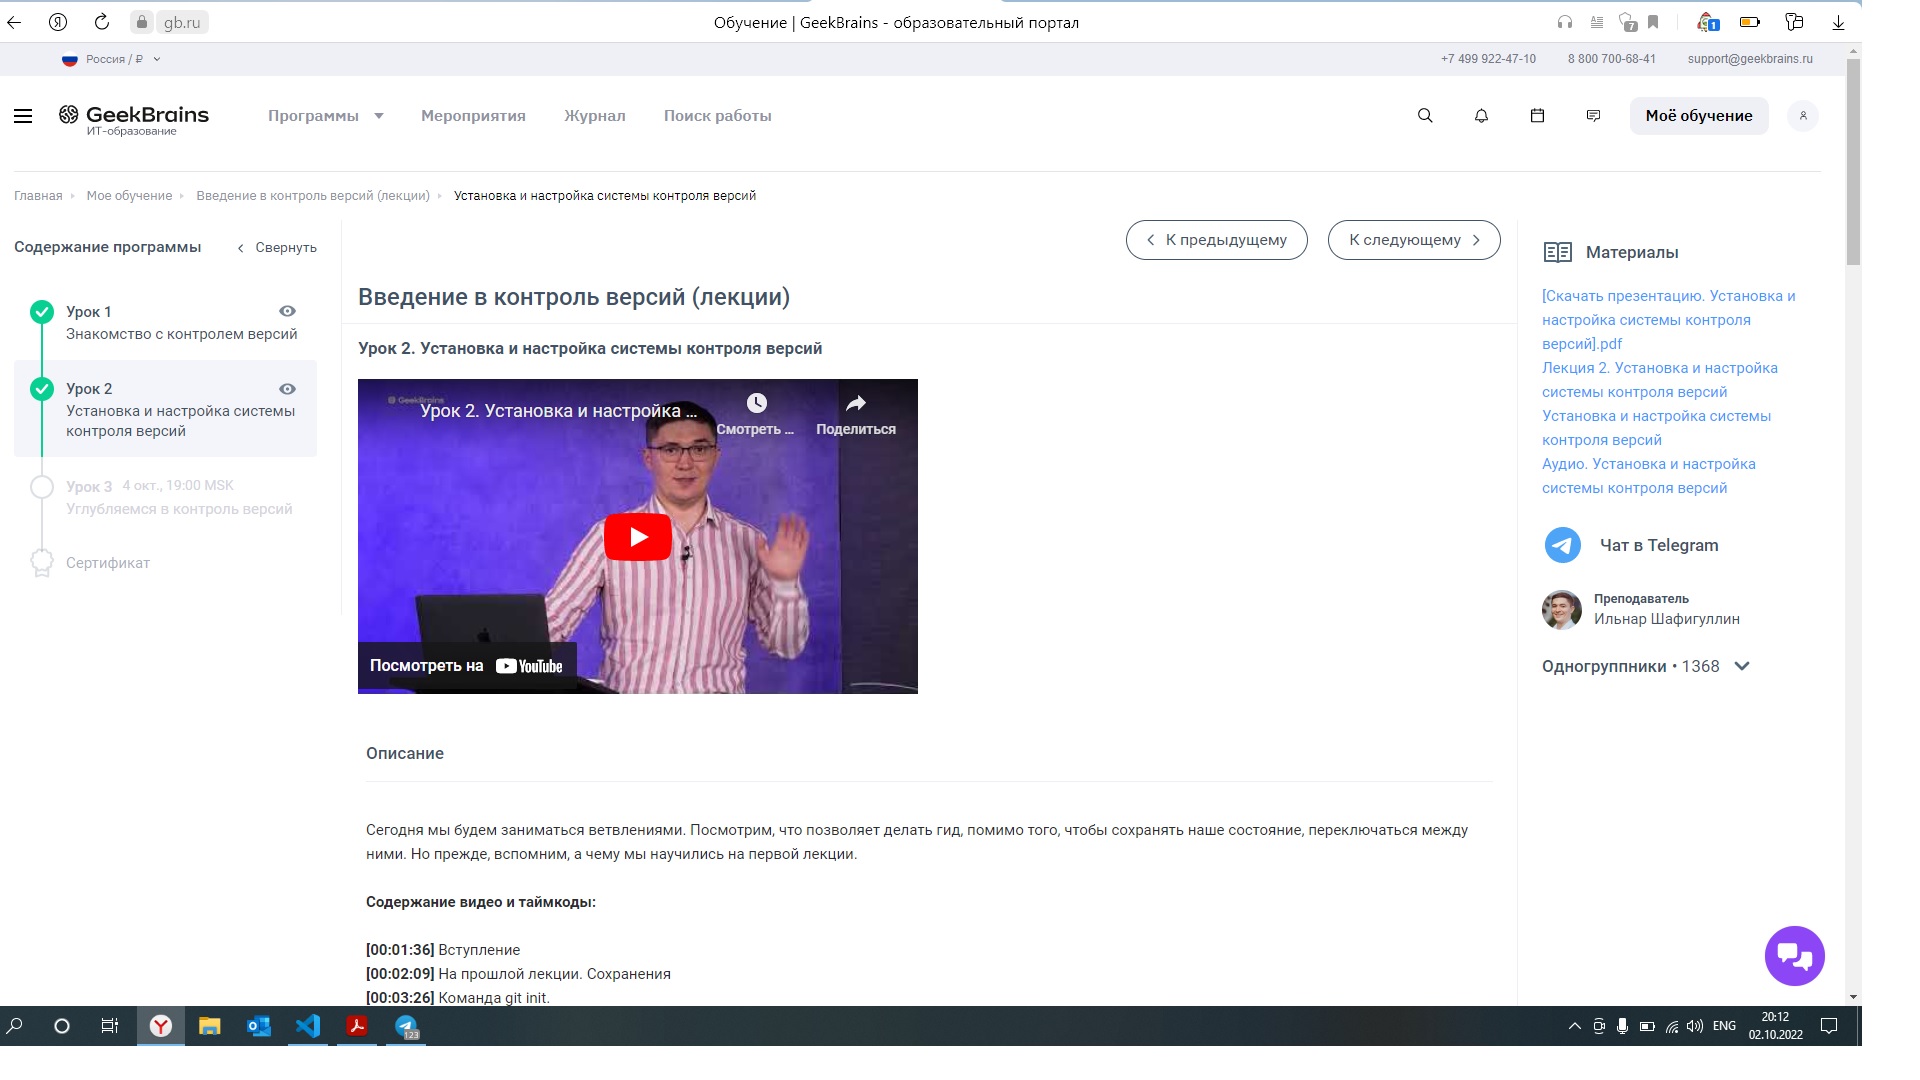 gb.ru
Обучение | GeekBrains - образовательный портал
7
1
Россия / ₽
+7 499 922-47-10
8 800 700-68-41
support@geekbrains.ru
GeekBrains
ИТ-образование
Программы
Мероприятия
Журнал
Поиск работы
Моё обучение
Главная
Мое обучение
Введение в контроль версий (лекции)
Установка и настройка системы контроля версий
Содержание программы
Свернуть
Урок 1
Знакомство с контролем версий
Урок 2
Установка и настройка системы
контроля версий
Урок 3 4 окт., 19:00 MSK
Углубляемся в контроль версий
Сертификат
К предыдущему
К следующему
Введение в контроль версий (лекции)
Урок 2. Установка и настройка системы контроля версий
GeekBrains
Урок 2. Установка и настройка ...
Смотреть ...
Поделиться
Посмотреть на YouTube
Описание
Сегодня мы будем заниматься ветвлениями. Посмотрим, что позволяет делать гид, помимо того, чтобы сохранять наше состояние, переключаться между
ними. Но прежде, вспомним, а чему мы научились на первой лекции.
Содержание видео и таймкоды:
[00:01:36] Вступление
[00:02:09] На прошлой лекции. Сохранения
[00:03:26] Команда git init.
Материалы
[Скачать презентацию. Установка и
настройка системы контроля
версий].pdf
Лекция 2. Установка и настройка
системы контроля версий
Установка и настройка системы
контроля версий
Аудио. Установка и настройка
системы контроля версий
Чат в Telegram
Преподаватель
Ильнар Шафигуллин
Одногруппники • 1368
123
ENG
20:12
02.10.2022